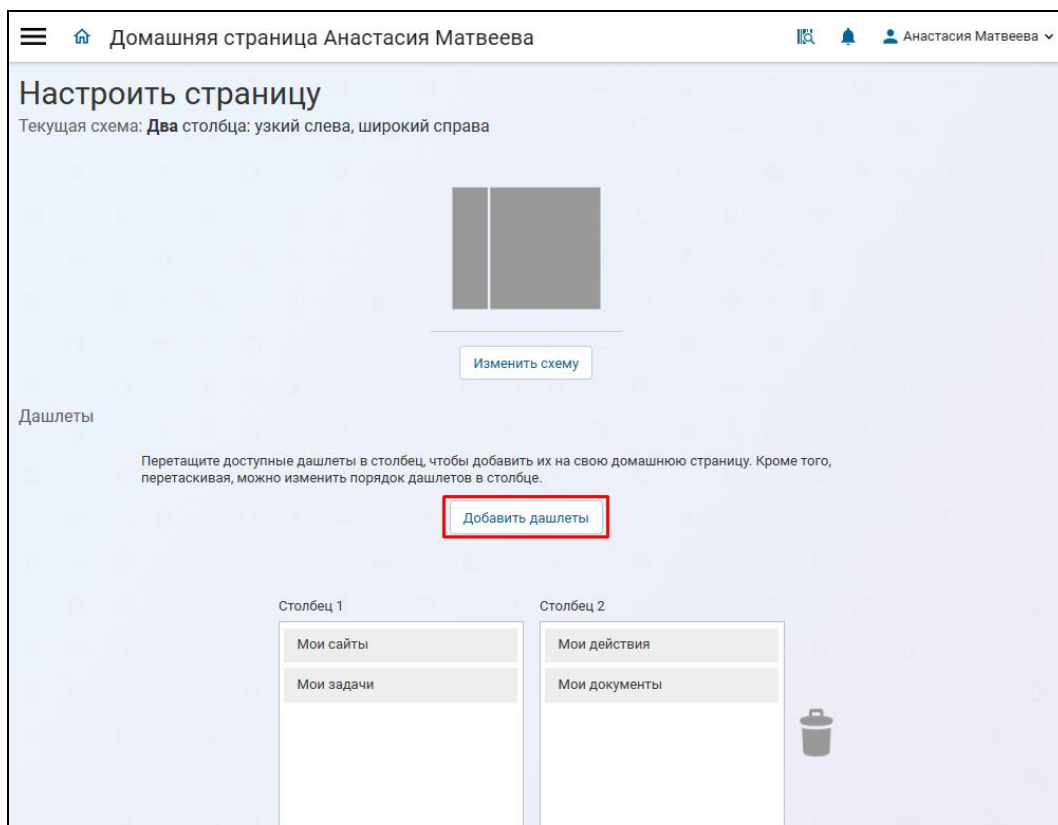 Домашняя страница Анастасия Матвеева
Анастасия Матвеева
Настроить страницу
Текущая схема: Два столбца: узкий слева, широкий справа
Изменить схему
Дашлеты
Перетащите доступные дашлеты в столбец, чтобы добавить их на свою домашнюю страницу. Кроме того,
перетаскивая, можно изменить порядок дашлетов в столбце.
Добавить дашлеты
Столбец 1
Столбец 2
Мои сайты
Мои действия
Мои задачи
Мои документы